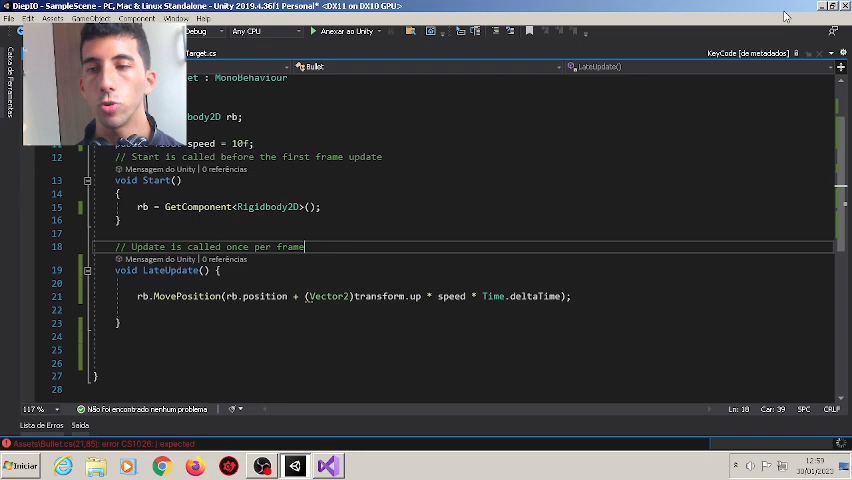 DiepIO - SampleScene - PC, Mac & Linux Standalone - Unity 2019.4.36f1 Personal* <DX11 on DX10 GPU>
File Edit Assets GameObject Component Window Help
Debug Any CPU Anexar ao Unity
Caixa de Ferramentas
Target.cs KeyCode [de metadados]
Bullet LateUpdate()
: MonoBehaviour
rb;
speed = 10f;
12 // Start is called before the first frame update
Mensagem do Unity | 0 referências
13 void Start()
14 {
15 rb = GetComponent<Rigidbody2D>();
16 }
17
18 // Update is called once per frame
Mensagem do Unity | 0 referências
19 void LateUpdate() {
20
21 rb.MovePosition(rb.position + (Vector2)transform.up * speed * Time.deltaTime);
22
23 }
24
25
26
27 }
28
117 % Não foi encontrado nenhum problema Ln: 18 Car: 39 SPC CRLF
Lista de Erros Saída
Assets\Bullet.cs(21,65): error CS1026: ) expected
Iniciar
12:59
30/01/2023